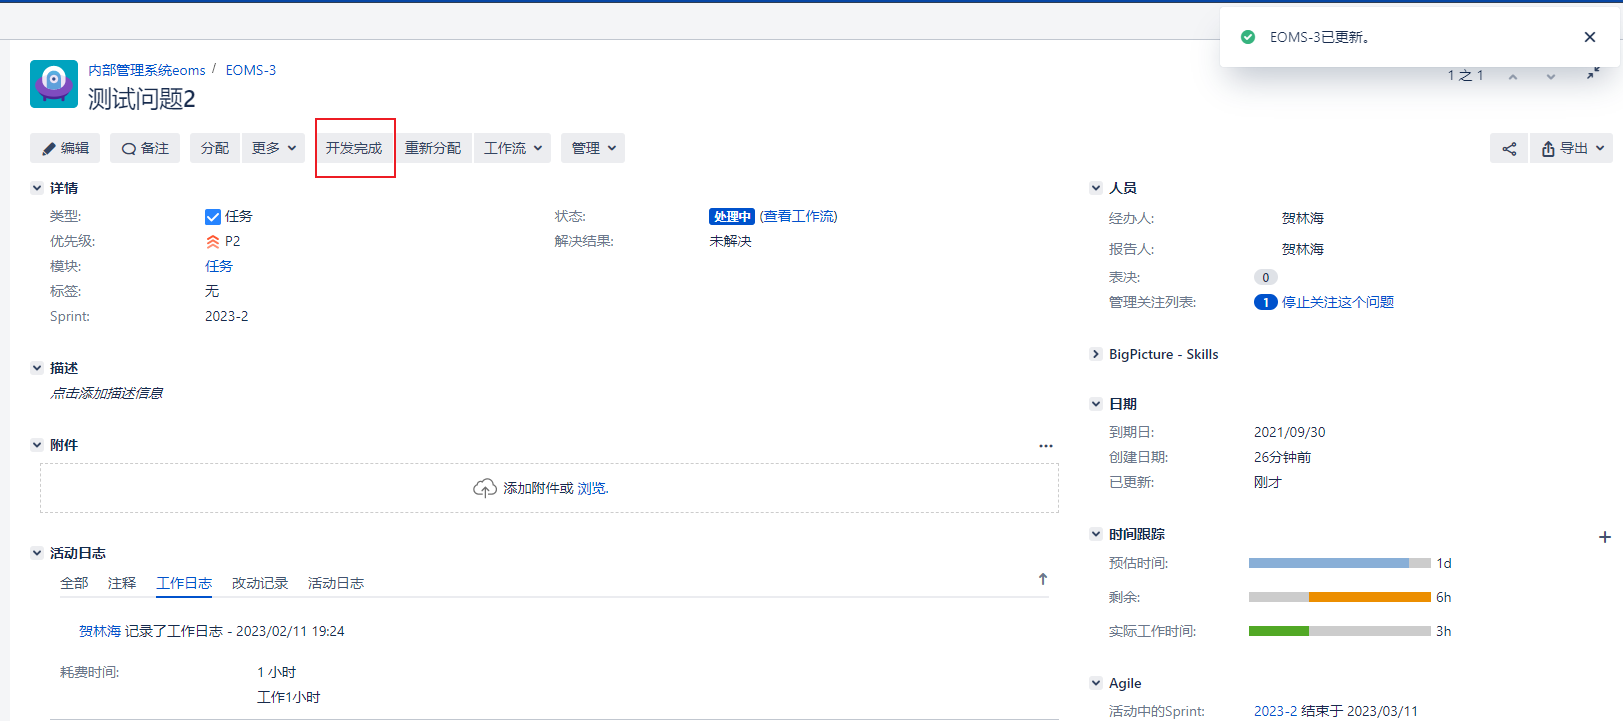 EOMS-3已更新。
内部管理系统eoms / EOMS-3
1 之 1
测试问题2
编辑 备注 分配 更多 开发完成 重新分配 工作流 管理 导出
详情
类型: 任务 状态: 处理中 (查看工作流)
优先级: P2 解决结果: 未解决
模块: 任务
标签: 无
Sprint: 2023-2
描述
点击添加描述信息
附件
添加附件或 浏览.
活动日志
全部 注释 工作日志 改动记录 活动日志
贺林海 记录了工作日志 - 2023/02/11 19:24
耗费时间: 1 小时
工作1小时
人员
经办人: 贺林海
报告人: 贺林海
表决: 0
管理关注列表: 1 停止关注这个问题
BigPicture - Skills
日期
到期日: 2021/09/30
创建日期: 26分钟前
已更新: 刚才
时间跟踪
预估时间: 1d
剩余: 6h
实际工作时间: 3h
Agile
活动中的Sprint: 2023-2 结束于 2023/03/11